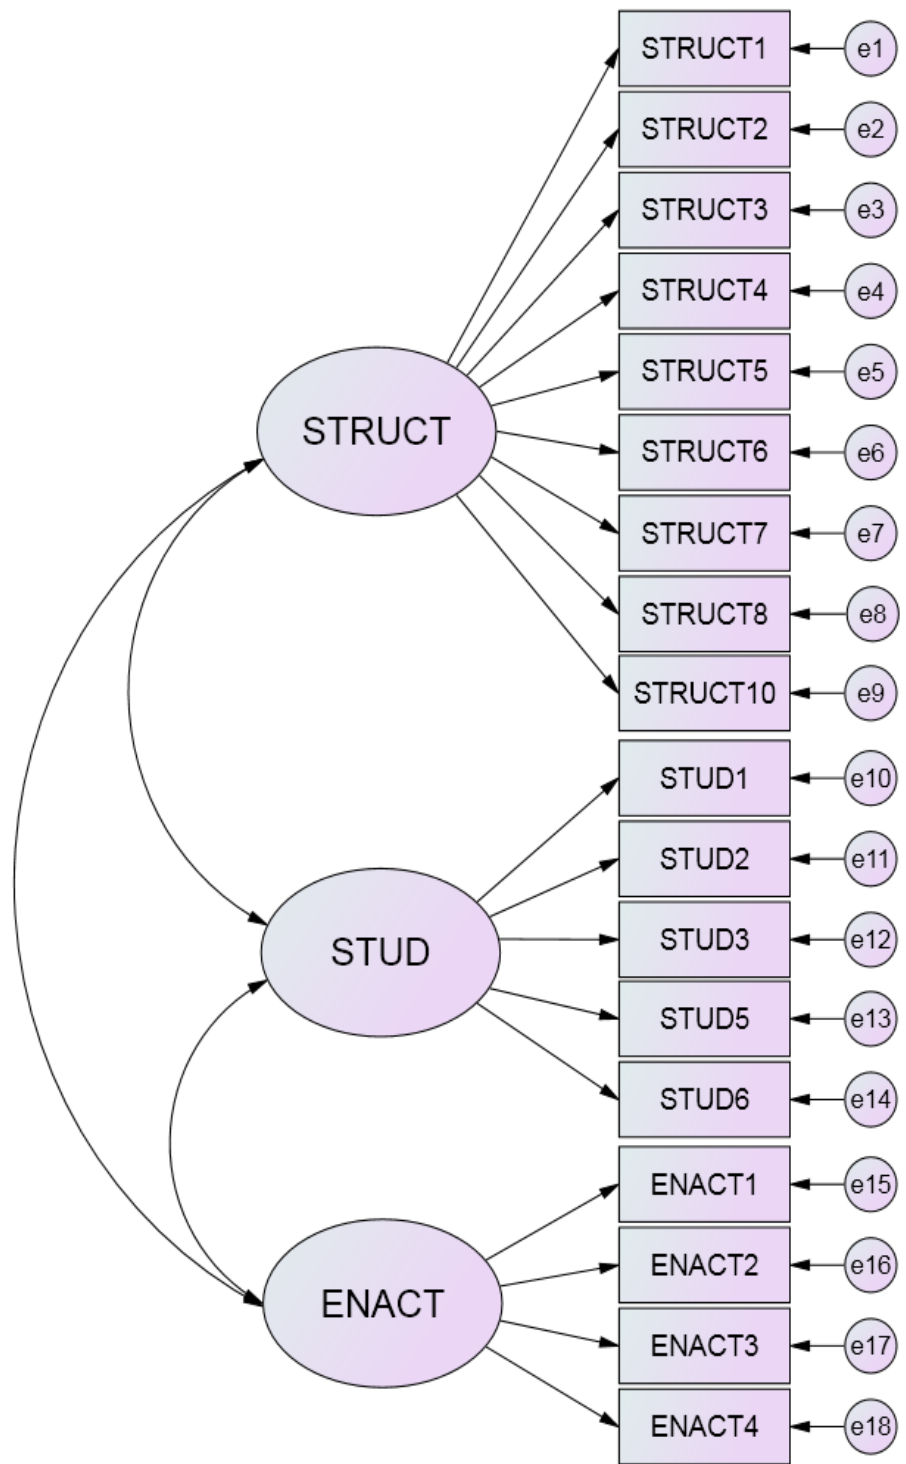 STRUCT1 e1
STRUCT2 e2
STRUCT3 e3
STRUCT4 e4
STRUCT5 e5
STRUCT
STRUCT6 e6
STRUCT7 e7
STRUCT8 e8
STRUCT10 e9
STUD1 e10
STUD2 e11
STUD3 e12
STUD
STUD5 e13
STUD6 e14
ENACT1 e15
ENACT2 e16
ENACT
ENACT3 e17
ENACT4 e18